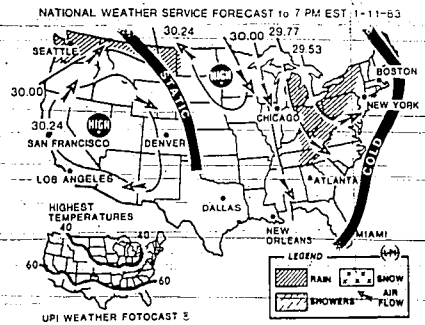 NATIONAL WEATHER SERVICE FORECAST to 7 PM EST 1-11-83
30.24
30.00
29.77
29.53
SEATTLE
BOSTON
HIGH
STATIC
NEW YORK
30.00
CHICAGO
30.24
HIGH
SAN FRANCISCO
DENVER
COLD
LOS ANGELES
ATLANTA
HIGHEST
TEMPERATURES
DALLAS
NEW
ORLEANS
MIAMI
40
40
60
60
LEGEND
RAIN
SNOW
SHOWERS
AIR
FLOW
UPI WEATHER FOTOCAST